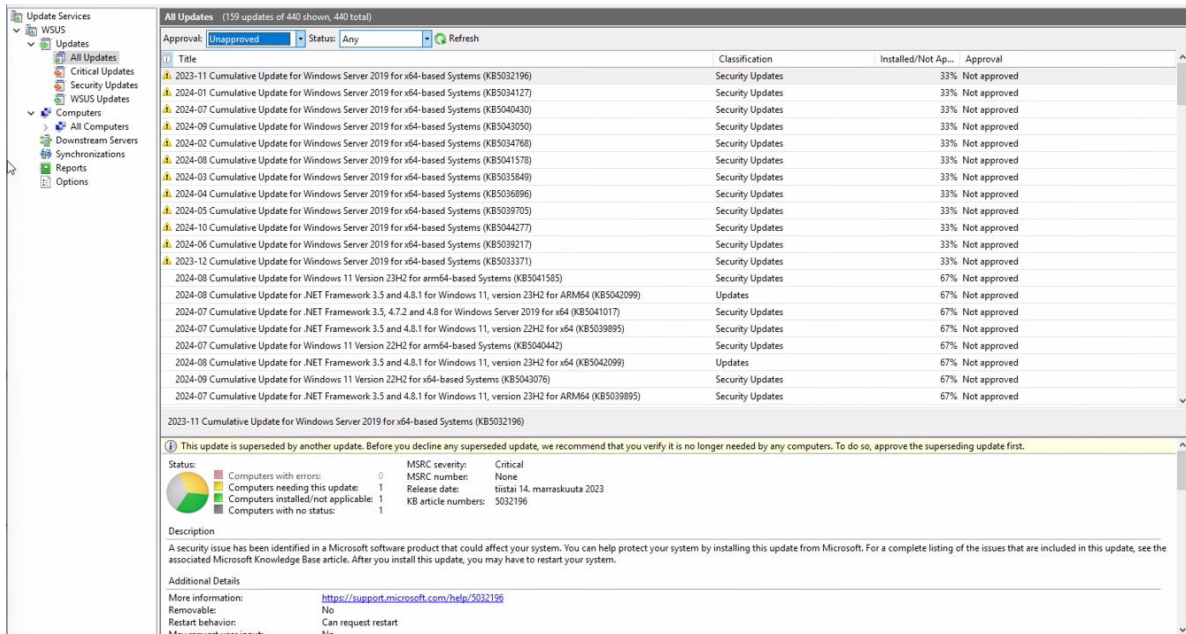 Update Services
WSUS
Updates
All Updates
Critical Updates
Security Updates
WSUS Updates
Computers
All Computers
Downstream Servers
Synchronizations
Reports
Options
All Updates (159 updates of 440 shown, 440 total)
Approval: Unapproved Status: Any Refresh
Title Classification Installed/Not Ap... Approval
2023-11 Cumulative Update for Windows Server 2019 for x64-based Systems (KB5032196) Security Updates 33% Not approved
2024-01 Cumulative Update for Windows Server 2019 for x64-based Systems (KB5034127) Security Updates 33% Not approved
2024-07 Cumulative Update for Windows Server 2019 for x64-based Systems (KB5040430) Security Updates 33% Not approved
2024-09 Cumulative Update for Windows Server 2019 for x64-based Systems (KB5043050) Security Updates 33% Not approved
2024-02 Cumulative Update for Windows Server 2019 for x64-based Systems (KB5034768) Security Updates 33% Not approved
2024-08 Cumulative Update for Windows Server 2019 for x64-based Systems (KB5041578) Security Updates 33% Not approved
2024-03 Cumulative Update for Windows Server 2019 for x64-based Systems (KB5035849) Security Updates 33% Not approved
2024-04 Cumulative Update for Windows Server 2019 for x64-based Systems (KB5036896) Security Updates 33% Not approved
2024-05 Cumulative Update for Windows Server 2019 for x64-based Systems (KB5039705) Security Updates 33% Not approved
2024-10 Cumulative Update for Windows Server 2019 for x64-based Systems (KB5044277) Security Updates 33% Not approved
2024-06 Cumulative Update for Windows Server 2019 for x64-based Systems (KB5039217) Security Updates 33% Not approved
2023-12 Cumulative Update for Windows Server 2019 for x64-based Systems (KB5033371) Security Updates 33% Not approved
2024-08 Cumulative Update for Windows 11 Version 23H2 for arm64-based Systems (KB5041585) Security Updates 67% Not approved
2024-08 Cumulative Update for .NET Framework 3.5 and 4.8.1 for Windows 11, version 23H2 for ARM64 (KB5042099) Updates 67% Not approved
2024-07 Cumulative Update for .NET Framework 3.5, 4.7.2 and 4.8 for Windows Server 2019 for x64 (KB5041017) Security Updates 67% Not approved
2024-07 Cumulative Update for .NET Framework 3.5 and 4.8.1 for Windows 11, version 22H2 for x64 (KB5039895) Security Updates 67% Not approved
2024-07 Cumulative Update for Windows 11 Version 22H2 for arm64-based Systems (KB5040442) Security Updates 67% Not approved
2024-08 Cumulative Update for .NET Framework 3.5 and 4.8.1 for Windows 11, version 23H2 for x64 (KB5042099) Updates 67% Not approved
2024-09 Cumulative Update for Windows 11 Version 22H2 for x64-based Systems (KB5043076) Security Updates 67% Not approved
2024-07 Cumulative Update for .NET Framework 3.5 and 4.8.1 for Windows 11, version 23H2 for ARM64 (KB5039895) Security Updates 67% Not approved
2023-11 Cumulative Update for Windows Server 2019 for x64-based Systems (KB5032196)
This update is superseded by another update. Before you decline any superseded update, we recommend that you verify it is no longer needed by any computers. To do so, approve the superseding update first.
Status:
Computers with errors: 0
Computers needing this update: 1
Computers installed/not applicable: 1
Computers with no status: 1
MSRC severity: Critical
MSRC number: None
Release date: tiistai 14. marraskuuta 2023
KB article numbers: 5032196
Description
A security issue has been identified in a Microsoft software product that could affect your system. You can help protect your system by installing this update from Microsoft. For a complete listing of the issues that are included in this update, see the
associated Microsoft Knowledge Base article. After you install this update, you may have to restart your system.
Additional Details
More information: https://support.microsoft.com/help/5032196
Removable: No
Restart behavior: Can request restart
May request user input: No